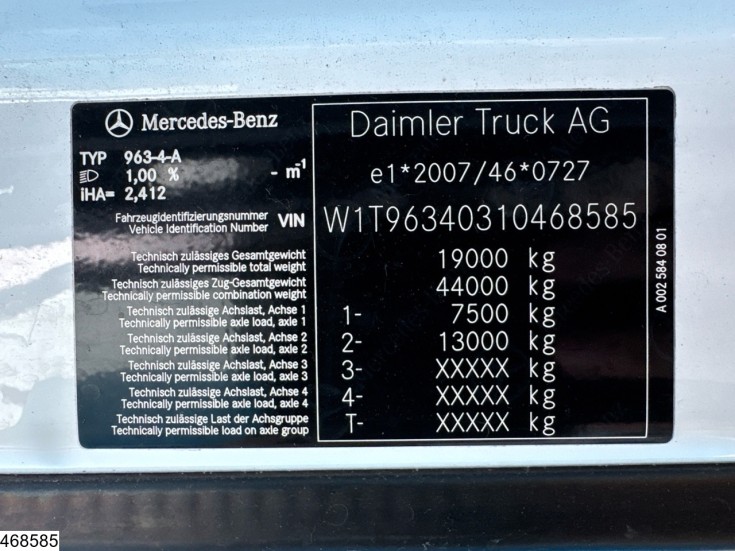 Mercedes-Benz
TYP 963-4-A
1,00 % - m⁻¹
iHA= 2,412
Daimler Truck AG
e1*2007/46*0727
Fahrzeugidentifizierungsnummer
Vehicle Identification Number VIN W1T96340310468585
Technisch zulässiges Gesamtgewicht
Technically permissible total weight 19000 kg
Technisch zulässiges Zug-Gesamtgewicht
Technically permissible combination weight 44000 kg
Technisch zulässige Achslast, Achse 1
Technically permissible axle load, axle 1 1- 7500 kg
Technisch zulässige Achslast, Achse 2
Technically permissible axle load, axle 2 2- 13000 kg
Technisch zulässige Achslast, Achse 3
Technically permissible axle load, axle 3 3- XXXXX kg
Technisch zulässige Achslast, Achse 4
Technically permissible axle load, axle 4 4- XXXXX kg
Technisch zulässige Last der Achsgruppe
Technically permissible load on axle group T- XXXXX kg
A 002 584 08 01
468585